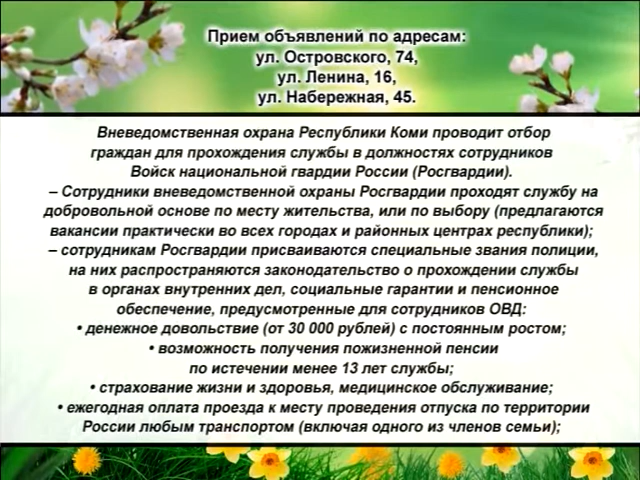 Прием объявлений по адресам:
ул. Островского, 74,
ул. Ленина, 16,
ул. Набережная, 45.
Вневедомственная охрана Республики Коми проводит отбор
граждан для прохождения службы в должностях сотрудников
Войск национальной гвардии России (Росгвардии).
– Сотрудники вневедомственной охраны Росгвардии проходят службу на
добровольной основе по месту жительства, или по выбору (предлагаются
вакансии практически во всех городах и районных центрах республики);
– сотрудникам Росгвардии присваиваются специальные звания полиции,
на них распространяются законодательство о прохождении службы
в органах внутренних дел, социальные гарантии и пенсионное
обеспечение, предусмотренные для сотрудников ОВД:
• денежное довольствие (от 30 000 рублей) с постоянным ростом;
• возможность получения пожизненной пенсии
по истечении менее 13 лет службы;
• страхование жизни и здоровья, медицинское обслуживание;
• ежегодная оплата проезда к месту проведения отпуска по территории
России любым транспортом (включая одного из членов семьи);